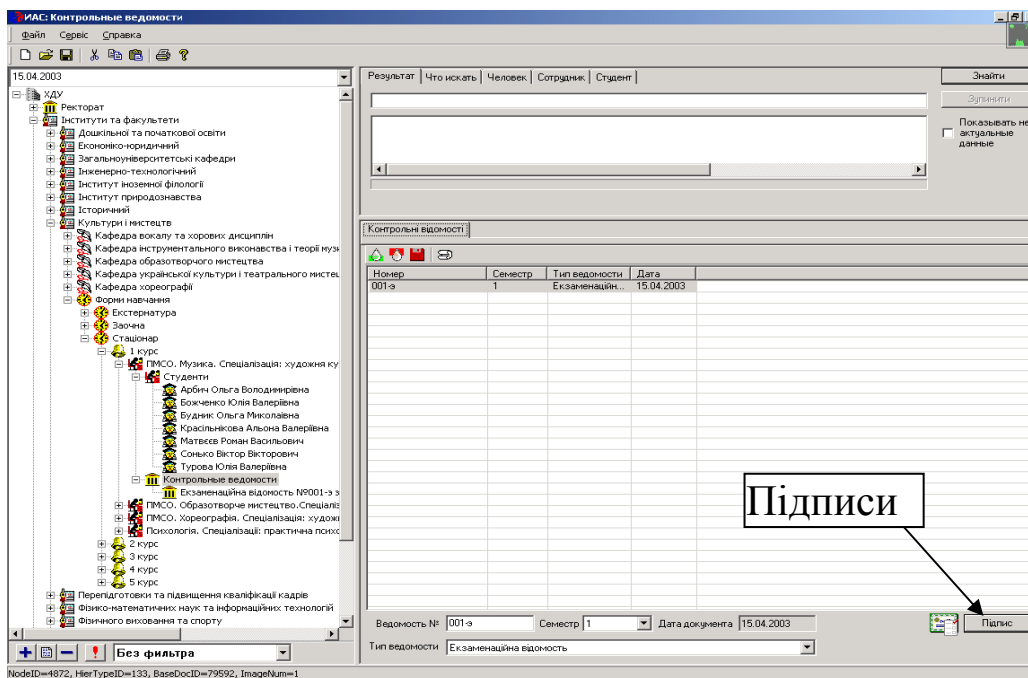 ИАС: Контрольные ведомости
Файл Сервіс Справка
15.04.2003
ХДУ
Ректорат
Інститути та факультети
Дошкільної та початкової освіти
Економіко-юридичний
Загальноуніверситетські кафедри
Інженерно-технологічний
Інститут іноземної філології
Інститут природознавства
Історичний
Культури і мистецтв
Кафедра вокалу та хорових дисциплін
Кафедра інструментального виконавства і теорії музи
Кафедра образотворчого мистецтва
Кафедра української культури і театрального мистец
Кафедра хореографії
Форми навчання
Екстернатура
Заочна
Стаціонар
1 курс
ПМСО. Музика. Спеціалізація: художня ку
Студенти
Арбич Ольга Володимирівна
Божченко Юлія Валеріївна
Будник Ольга Миколаівна
Красільнікова Альона Валеріївна
Матвєєв Роман Васильович
Сонько Віктор Вікторович
Турова Юлія Валеріївна
Контрольные ведомости
Екзаменаційна відомость №001-э з
ПМСО. Образотворче мистецтво.Спеціаліз
ПМСО. Хореографія. Спеціалізація: художн
Психологія. Спеціалізації: практична психо
2 курс
3 курс
4 курс
5 курс
Перепідготовки та підвищення кваліфікації кадрів
Фізико-математичних наук та інформаційних технологій
Фізичного виховання та спорту
Без фильтра
NodeID=4872, HierTypeID=133, BaseDocID=79592, ImageNum=1
Результат Что искать Человек Сотрудник Студент
Знайти
Зупинити
Показывать не
актуальные
данные
Контрольні відомості
Номер Семестр Тип ведомости Дата
001-э 1 Екзаменаційн... 15.04.2003
Підписи
Ведомость № 001-э Семестр 1 Дата документа 15.04.2003 Підпис
Тип ведомости Екзаменаційна відомость